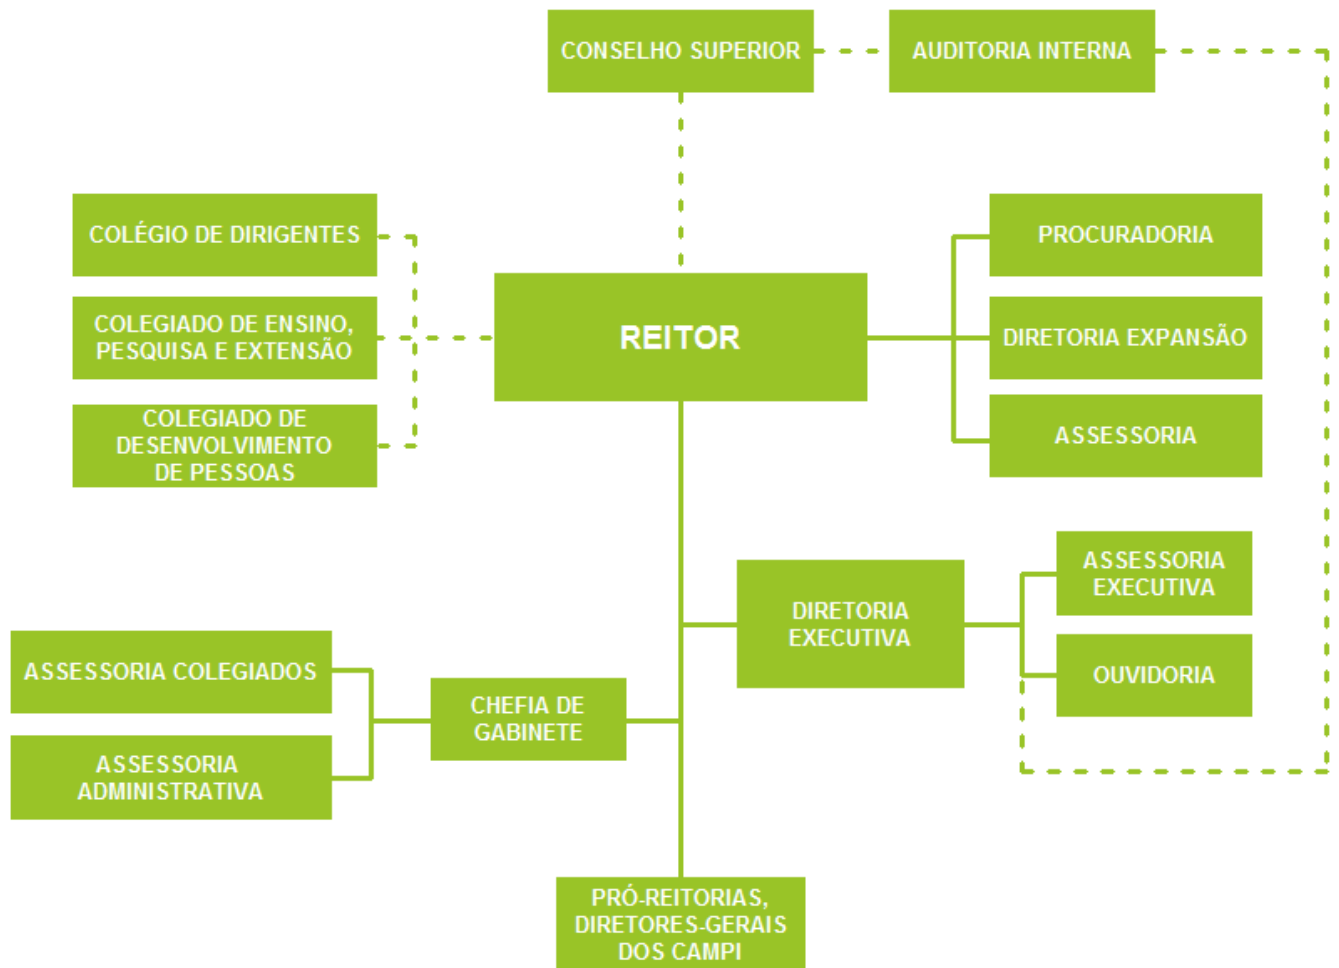 CONSELHO SUPERIOR
AUDITORIA INTERNA
COLÉGIO DE DIRIGENTES
PROCURADORIA
COLEGIADO DE ENSINO,
PESQUISA E EXTENSÃO
REITOR
DIRETORIA EXPANSÃO
COLEGIADO DE
DESENVOLVIMENTO
DE PESSOAS
ASSESSORIA
DIRETORIA
EXECUTIVA
ASSESSORIA
EXECUTIVA
OUVIDORIA
ASSESSORIA COLEGIADOS
CHEFIA DE
GABINETE
ASSESSORIA
ADMINISTRATIVA
PRÓ-REITORIAS,
DIRETORES-GERAIS
DOS CAMPI